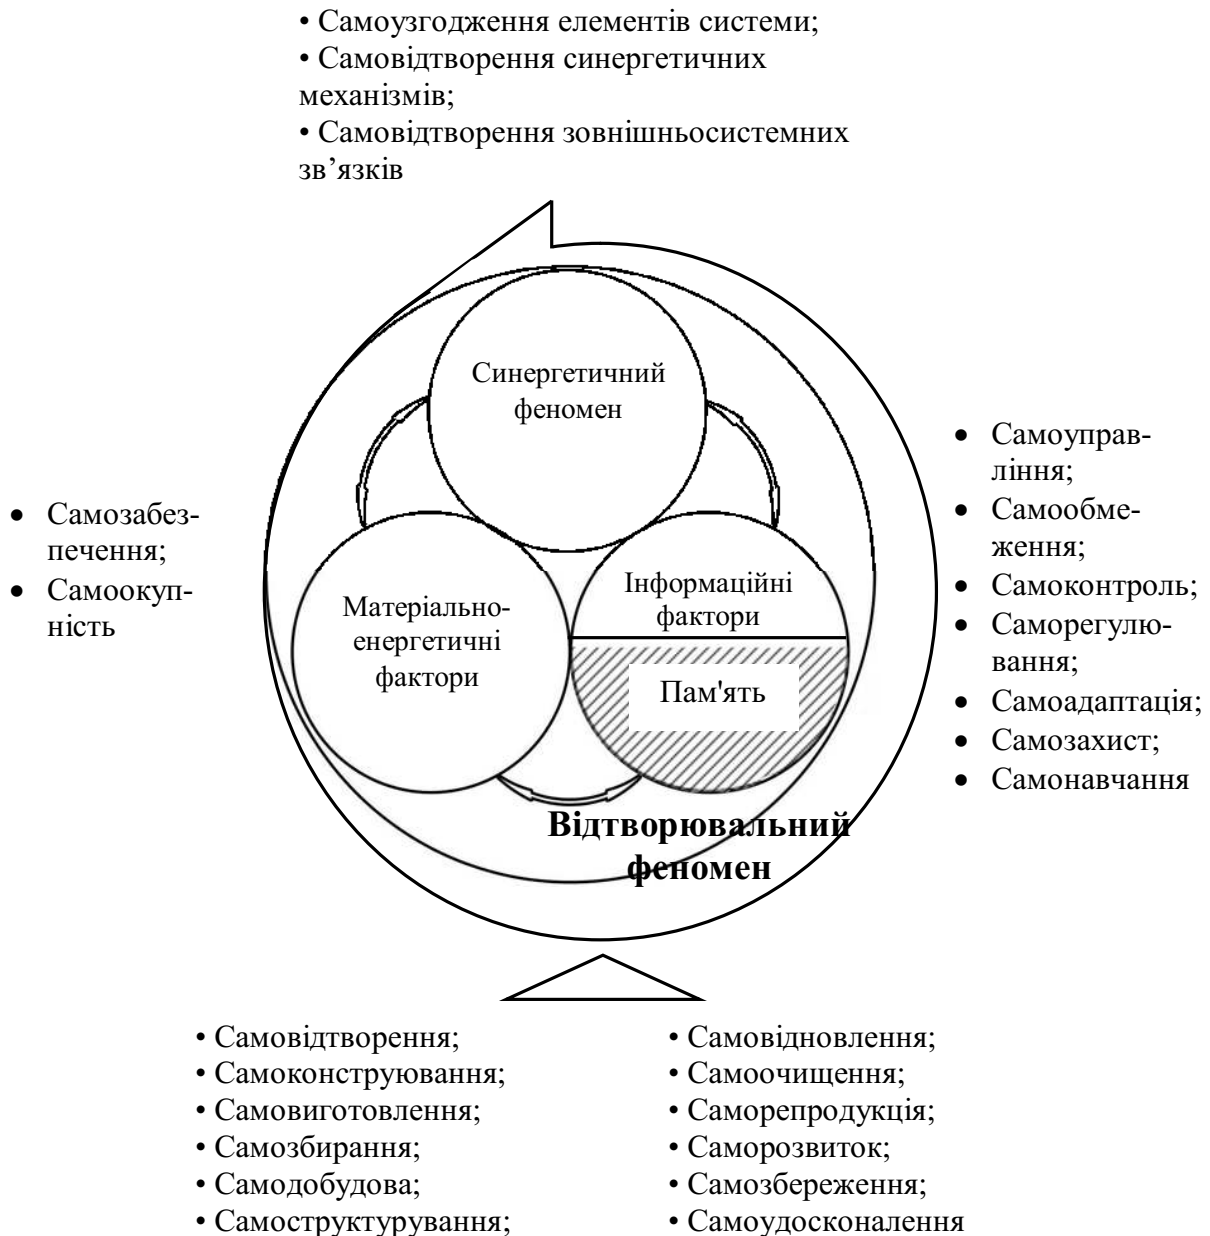 • Самоузгодження елементів системи;
• Самовідтворення синергетичних
механізмів;
• Самовідтворення зовнішньосистемних
зв’язків
Синергетичний
феномен
• Самозабез-
печення;
• Самоокуп-
ність
Матеріально-
енергетичні
фактори
Інформаційні
фактори
Пам'ять
• Самоуправ-
ління;
• Самообме-
ження;
• Самоконтроль;
• Саморегулю-
вання;
• Самоадаптація;
• Самозахист;
• Самонавчання
Відтворювальний
феномен
• Самовідтворення;
• Самоконструювання;
• Самовиготовлення;
• Самозбирання;
• Самодобудова;
• Самоструктурування;
• Самовідновлення;
• Самоочищення;
• Саморепродукція;
• Саморозвиток;
• Самозбереження;
• Самоудосконалення